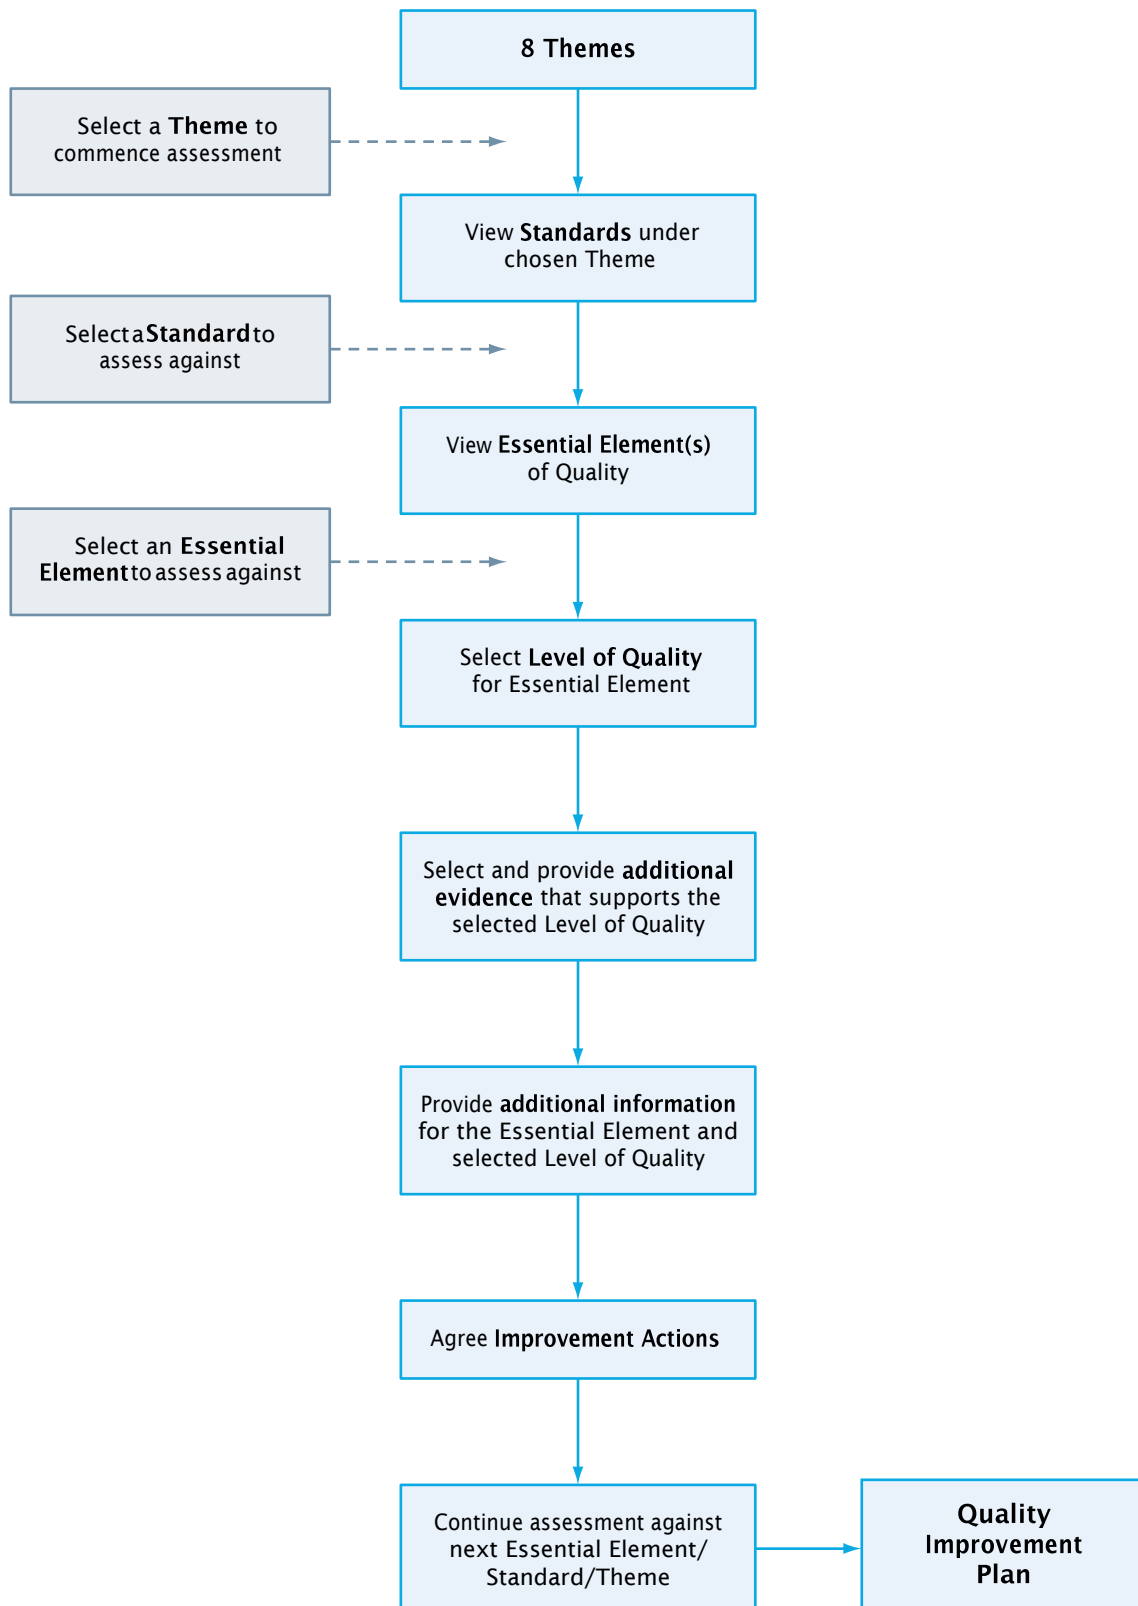 8 Themes
Select a Theme to
commence assessment
View Standards under
chosen Theme
Select a Standard to
assess against
View Essential Element(s)
of Quality
Select an Essential
Element to assess against
Select Level of Quality
for Essential Element
Select and provide additional
evidence that supports the
selected Level of Quality
Provide additional information
for the Essential Element and
selected Level of Quality
Agree Improvement Actions
Continue assessment against
next Essential Element/
Standard/Theme
Quality
Improvement
Plan